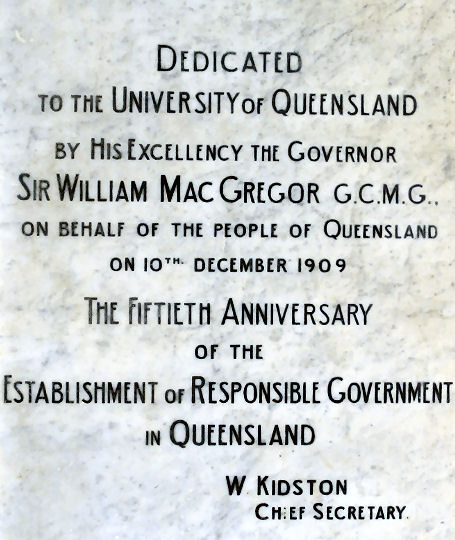 DEDICATED
TO THE UNIVERSITY OF QUEENSLAND
BY HIS EXCELLENCY THE GOVERNOR
SIR WILLIAM MAC GREGOR G.C.M.G.,
ON BEHALF OF THE PEOPLE OF QUEENSLAND
ON 10TH. DECEMBER 1909
THE FIFTIETH ANNIVERSARY
OF THE
ESTABLISHMENT OF RESPONSIBLE GOVERNMENT
IN QUEENSLAND
W KIDSTON
CHIEF SECRETARY.